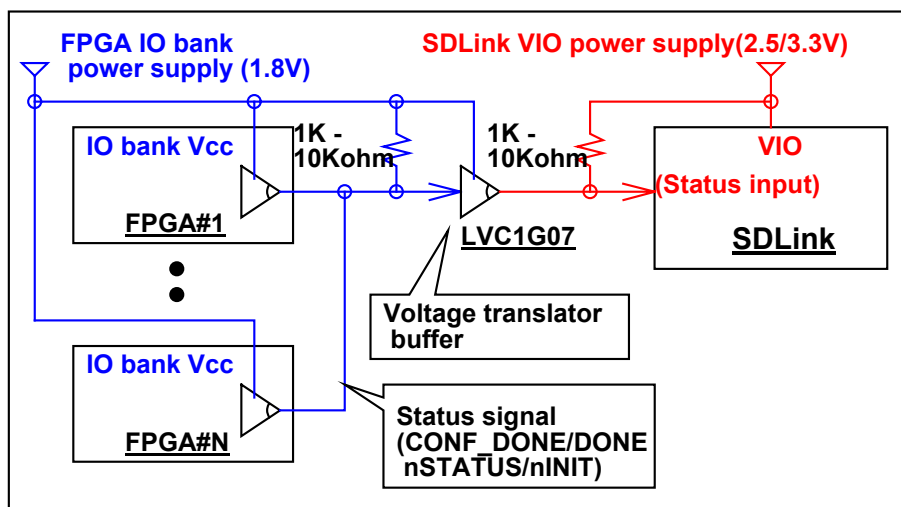 FPGA IO bank
power supply (1.8V)
SDLink VIO power supply(2.5/3.3V)
IO bank Vcc
1K -
10Kohm
FPGA#1
1K -
10Kohm
LVC1G07
VIO
(Status input)
SDLink
Voltage translator
buffer
IO bank Vcc
FPGA#N
Status signal
(CONF_DONE/DONE
nSTATUS/nINIT)